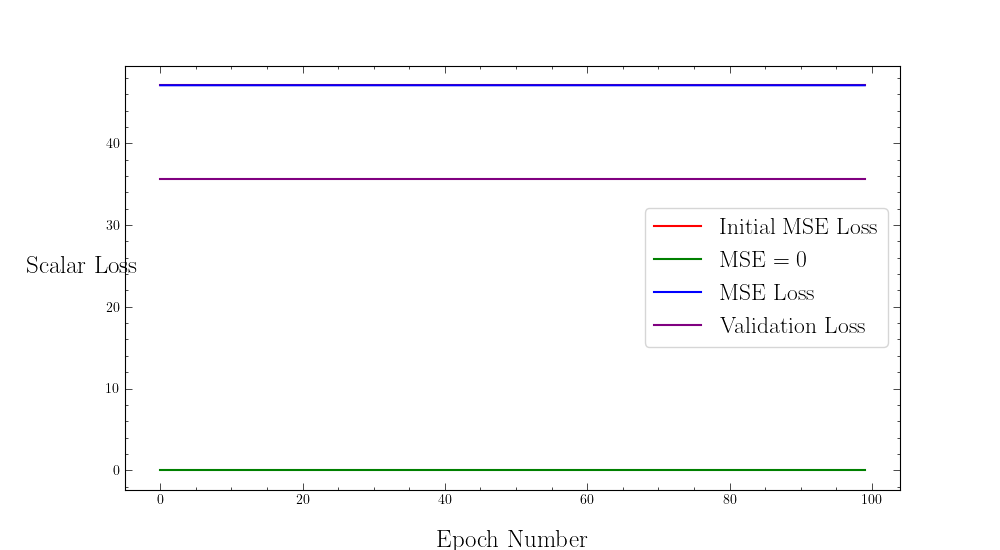 40
30
20
10
0
Scalar Loss
Initial MSE Loss
MSE = 0
MSE Loss
Validation Loss
0 20 40 60 80 100
Epoch Number